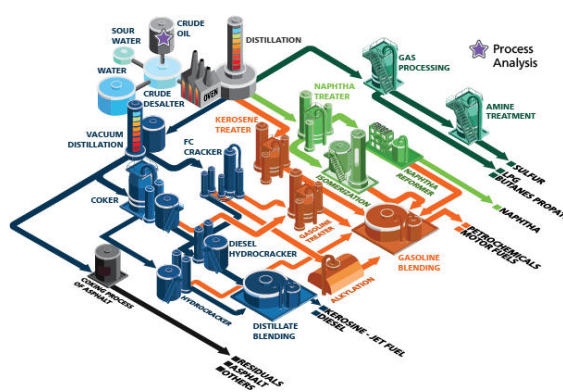 SOUR
WATER
CRUDE
OIL
DISTILLATION
WATER
CRUDE
DESALTER
OVEN
GAS
PROCESSING
Process
Analysis
NAPHTHA
TREATER
AMINE
TREATMENT
KEROSENE
TREATER
VACUUM
DISTILLATION
FC
CRACKER
ISOMERIZATION
NAPHTHA
REFORMER
SULFUR
LPG
BUTANES PROPAT
NAPHTHA
COKER
GASOLINE
TREATER
PETROCHEMICALS
MOTOR FUELS
DIESEL
HYDROCRACKER
GASOLINE
BLENDING
COKING PROCESS
OF ASPHALT
HYDROCRACKER
ALKYLATION
DISTILLATE
BLENDING
KEROSINE - JET FUEL
DIESEL
RESIDUALS
ASPHALT
OTHERS